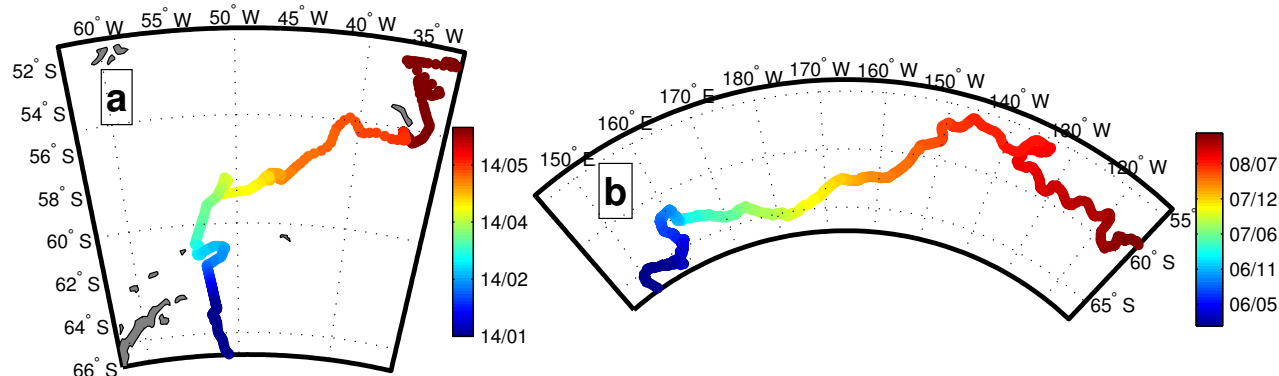 60° W 55° W 50° W 45° W 40° W 35° W
52° S
54° S
56° S
58° S
60° S
62° S
64° S
66° S
a
14/05
14/04
14/02
14/01
150° E 160° E 170° E 180° W 170° W 160° W 150° W 140° W 130° W 120° W
55°
60° S
65° S
b
08/07
07/12
07/06
06/11
06/05